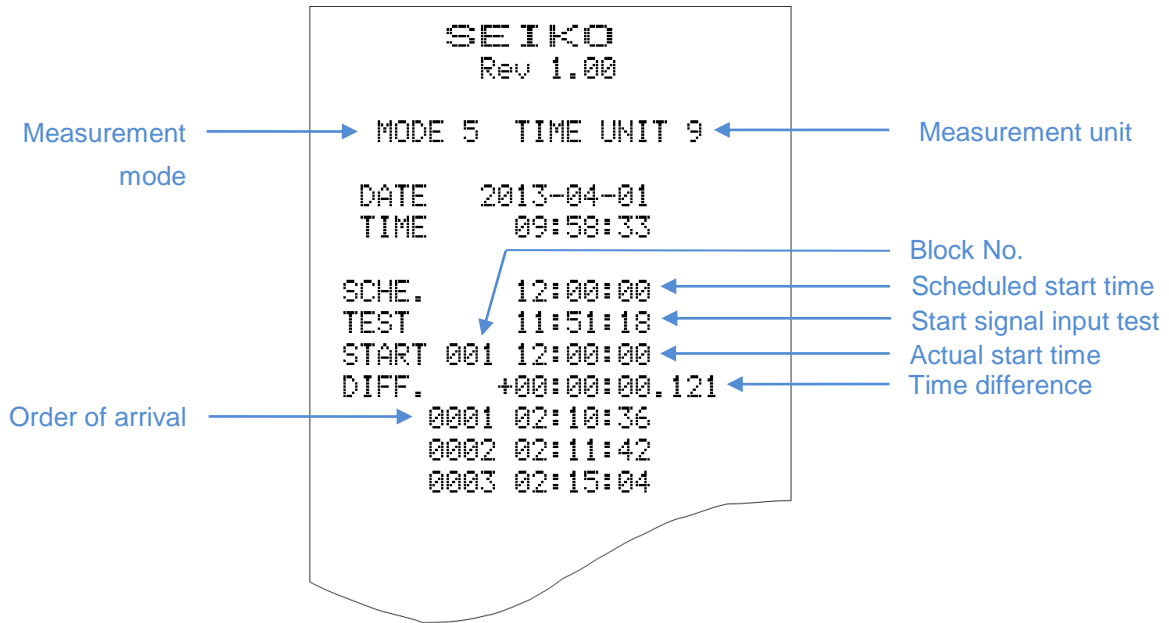 SEIKO
Rev 1.00
Measurement mode
MODE 5 TIME UNIT 9
Measurement unit
DATE 2013-04-01
TIME 09:58:33
Block No.
SCHE. 12:00:00
Scheduled start time
TEST 11:51:18
Start signal input test
START 001 12:00:00
Actual start time
DIFF. +00:00:00.121
Time difference
Order of arrival
0001 02:10:36
0002 02:11:42
0003 02:15:04